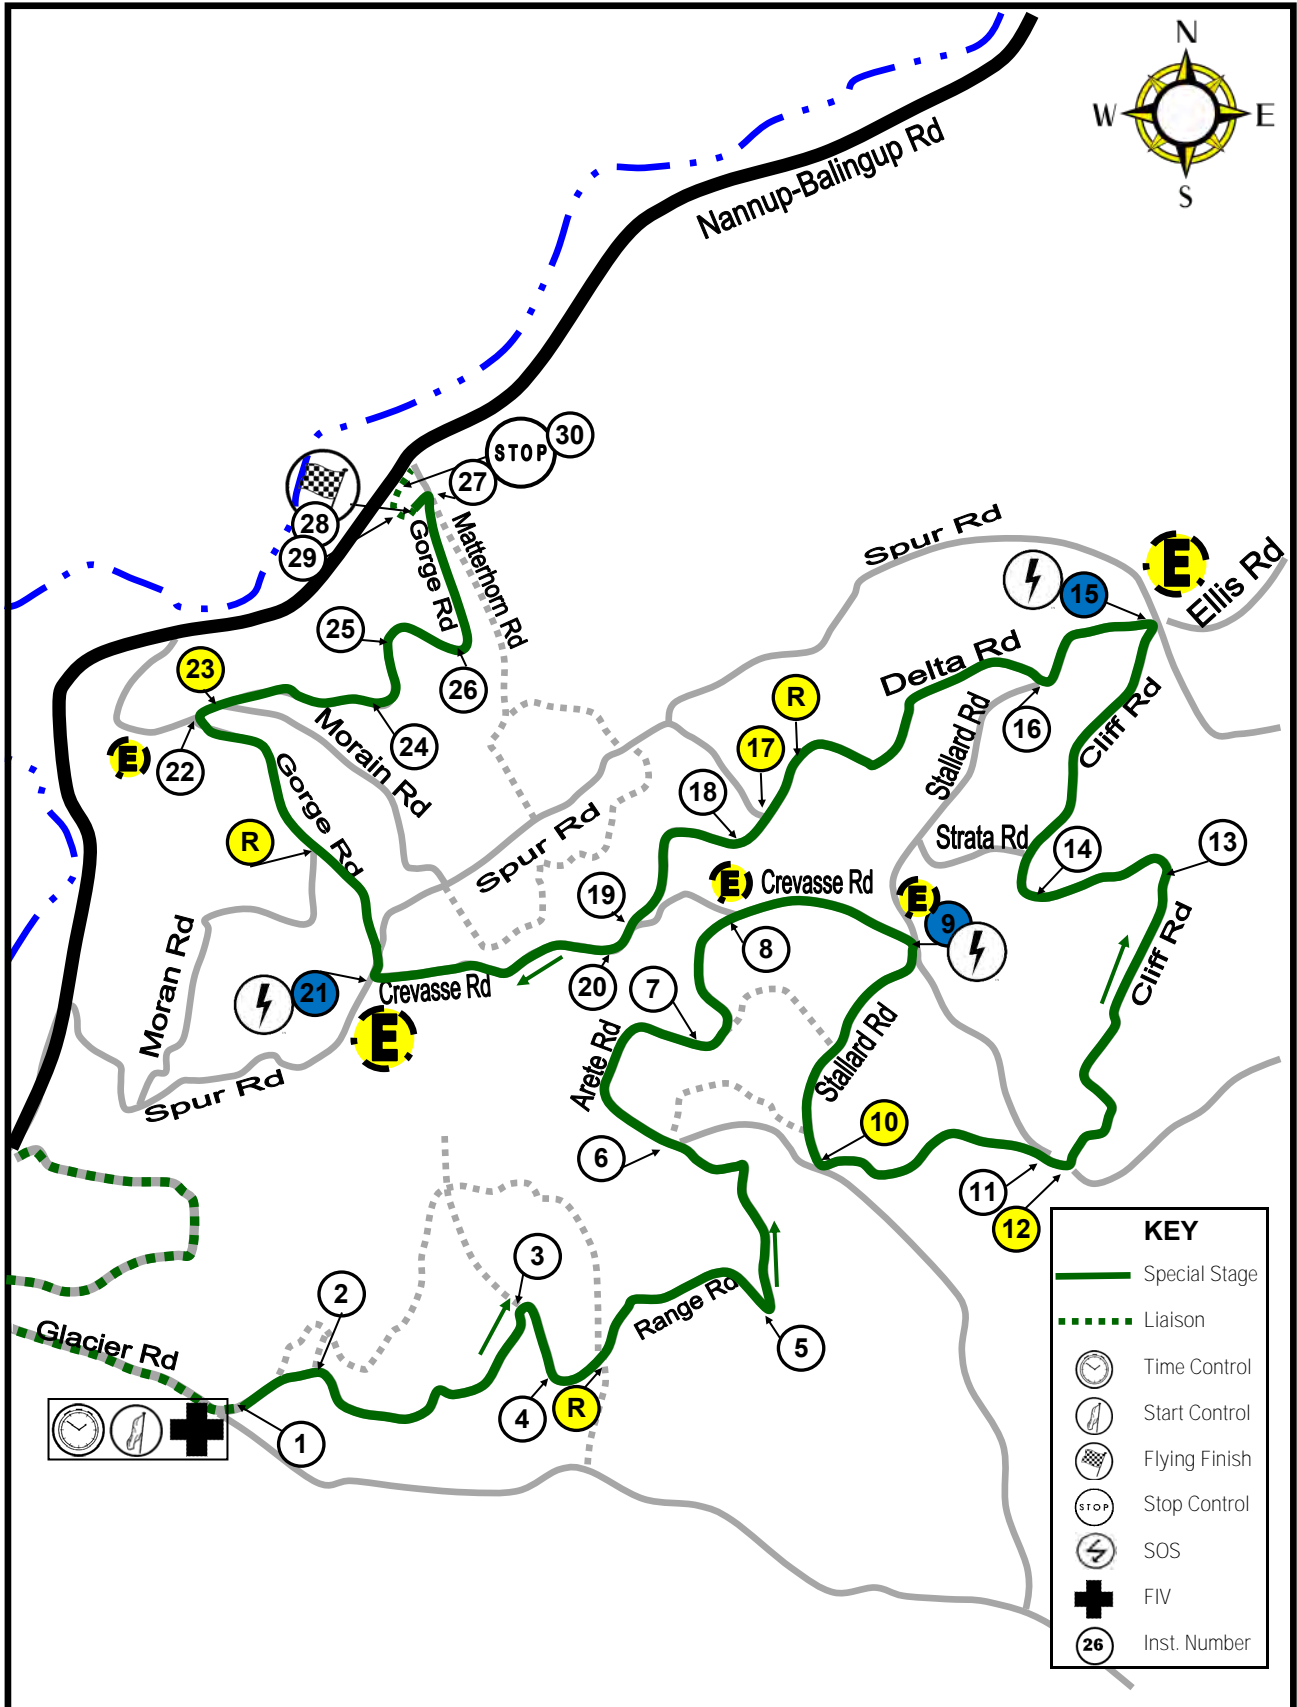 N
W
E
S
Nannup-Balingup Rd
STOP
30
27
28
29
Gorge Rd
Matterhorn Rd
Spur Rd
E
Ellis Rd
15
25
23
26
Delta Rd
R
Stallard Rd
16
Cliff Rd
Morain Rd
24
E
22
17
Gorge Rd
18
R
Spur Rd
Strata Rd
14
13
E
Crevasse Rd
E
19
9
8
Cliff Rd
Moran Rd
21
Crevasse Rd
20
7
E
Arete Rd
Stallard Rd
Spur Rd
10
6
11
12
3
2
Range Rd
5
Glacier Rd
4
R
1
KEY
Special Stage
Liaison
Time Control
Start Control
Flying Finish
STOP
Stop Control
SOS
FIV
26
Inst. Number